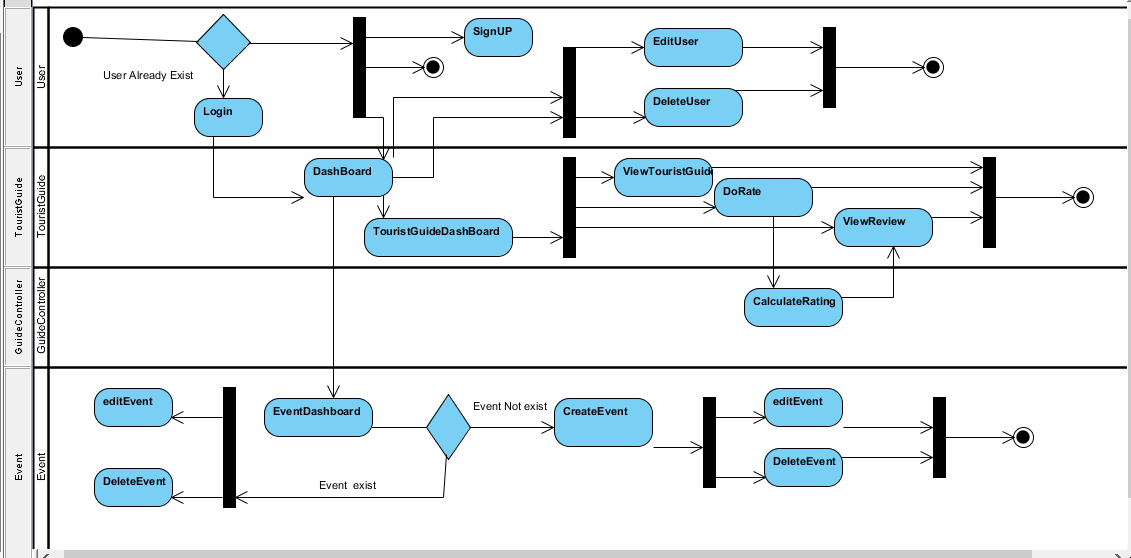 User
User
SignUP
EditUser
User Already Exist
Login
DeleteUser
TouristGuide
TouristGuide
DashBoard
ViewTouristGuid
DoRate
TouristGuideDashBoard
ViewReview
GuideController
GuideController
CalculateRating
Event
Event
editEvent
EventDashboard
Event Not exist
CreateEvent
editEvent
DeleteEvent
Event exist
DeleteEvent